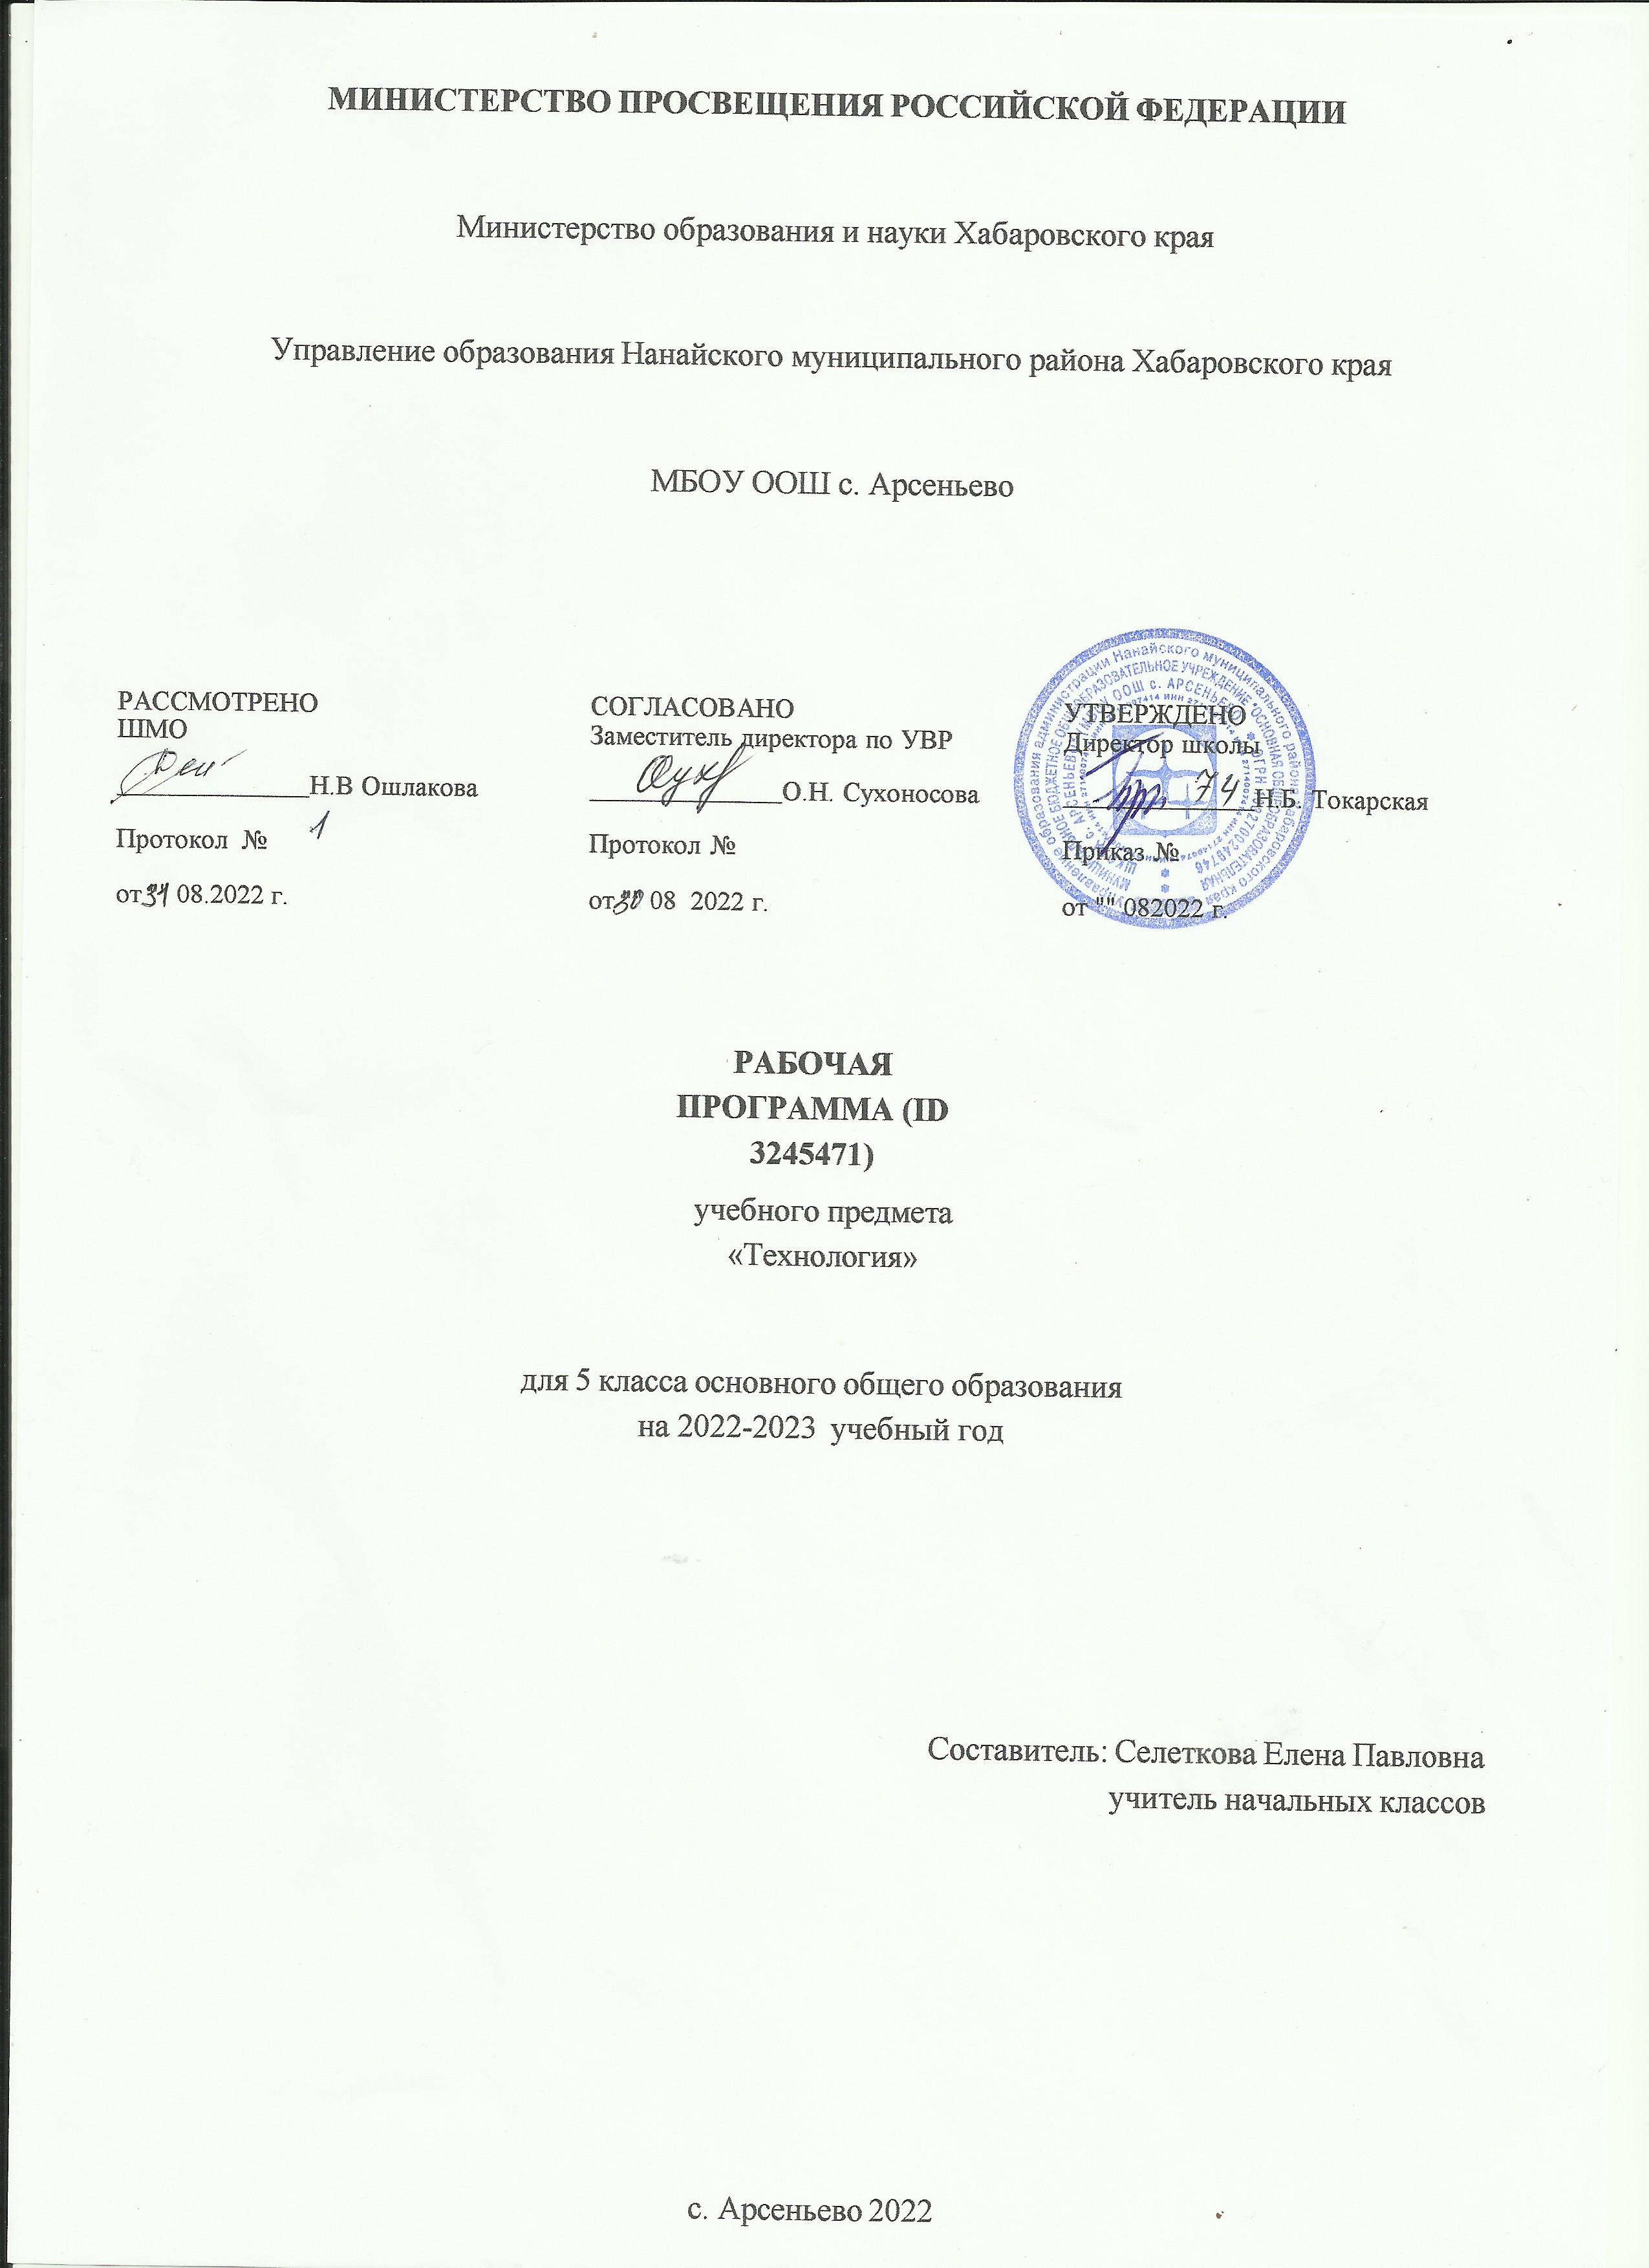 МИНИСТЕРСТВО ПРОСВЕЩЕНИЯ РОССИЙСКОЙ ФЕДЕРАЦИИ
Министерство образования и науки Хабаровского края
Управление образования Нанайского муниципального района Хабаровского края
МБОУ ООШ с. Арсеньево
РАССМОТРЕНО
ШМО
Н.В Ошлакова
Протокол № 1
от 31 08.2022 г.
СОГЛАСОВАНО
Заместитель директора по УВР
О.Н. Сухоносова
Протокол №
от 30 08 2022 г.
УТВЕРЖДЕНО
Директор школы
74 Н.Б. Токарская
Приказ №
от "" 082022 г.
РАБОЧАЯ
ПРОГРАММА (ID
3245471)
учебного предмета
«Технология»
для 5 класса основного общего образования
на 2022-2023 учебный год
Составитель: Селеткова Елена Павловна
учитель начальных классов
с. Арсеньево 2022